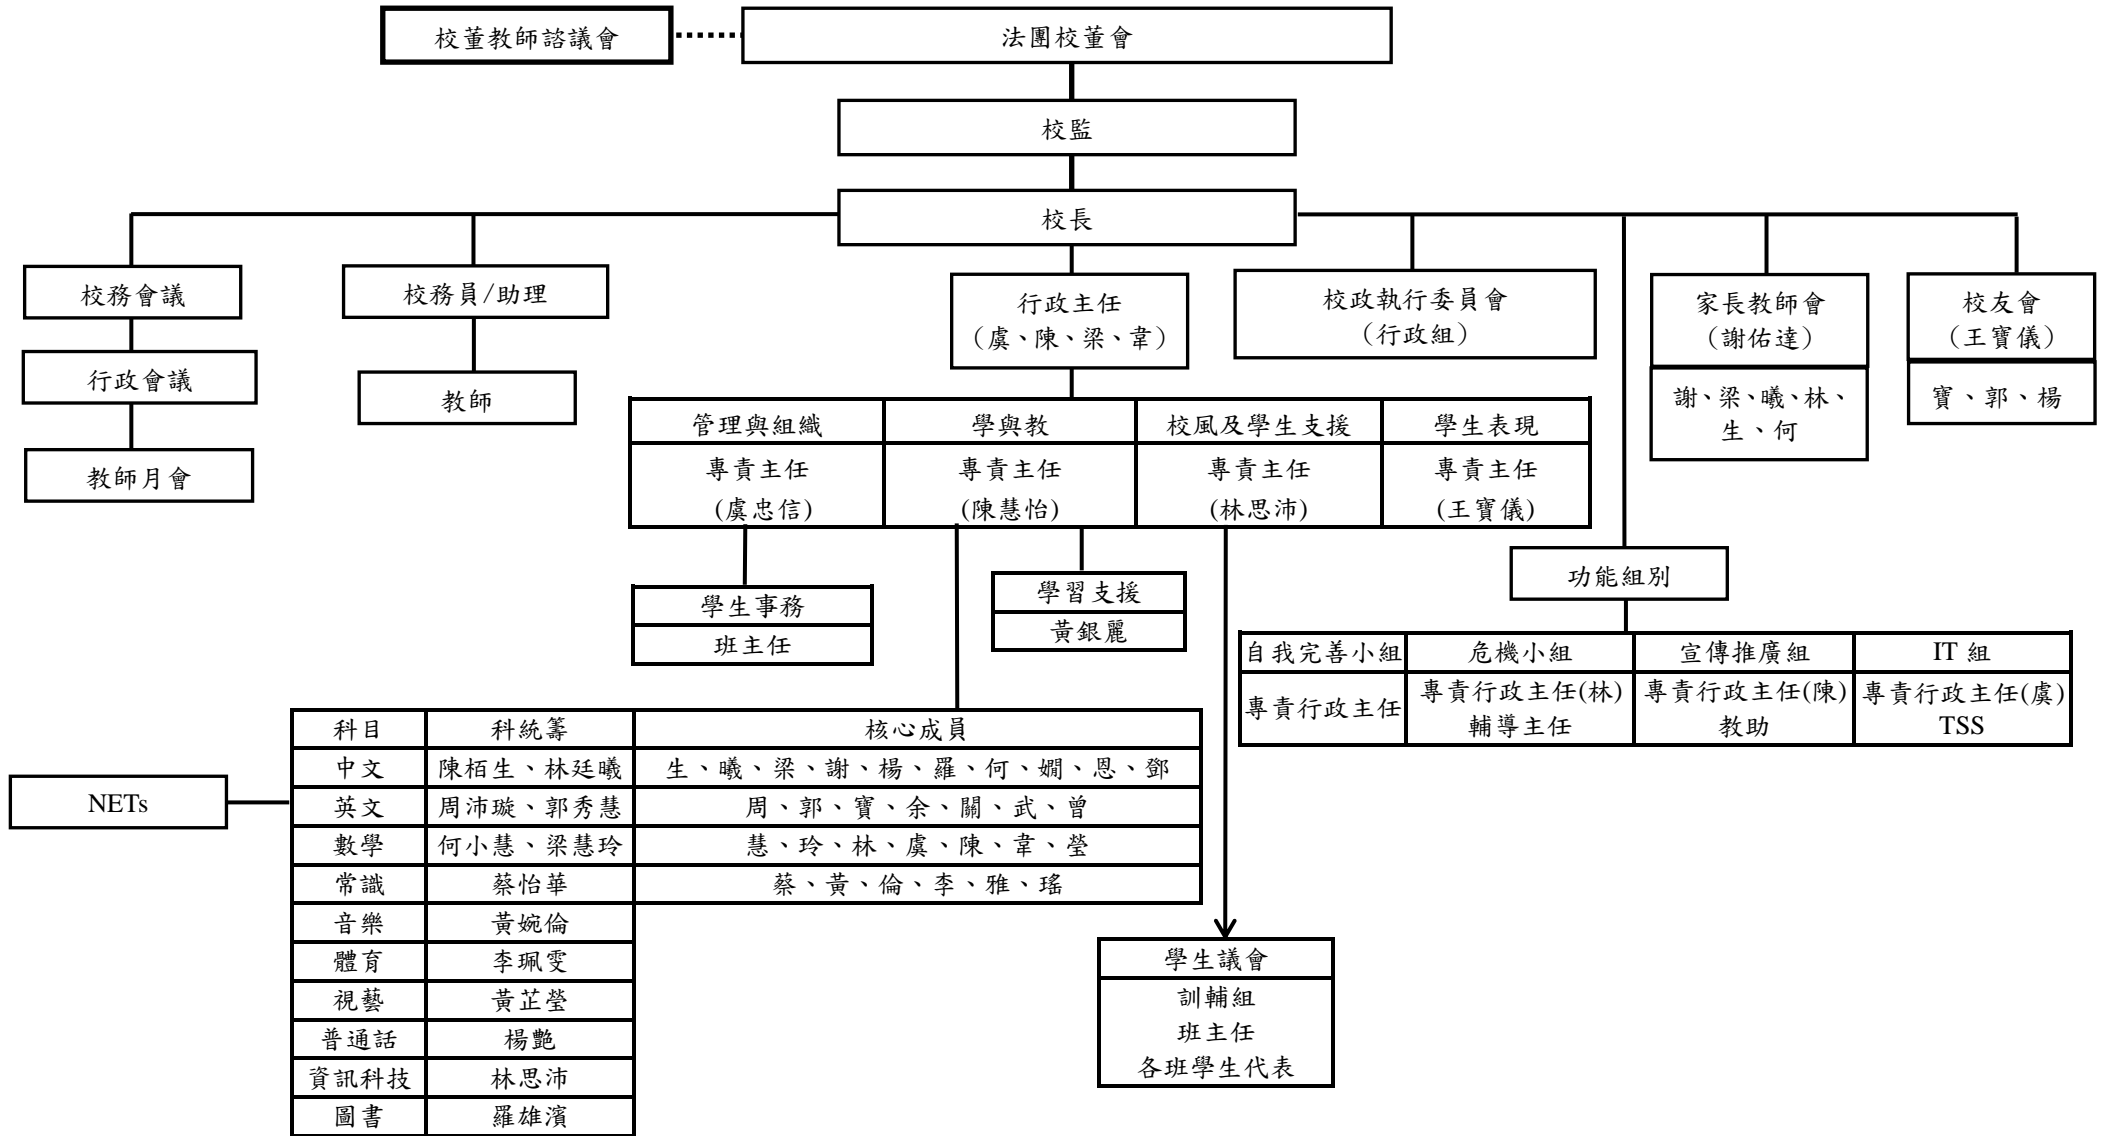 校董教師諮議會
法團校董會
校監
校長
校務會議
校務員/助理
行政主任
（虞、陳、梁、韋）
校政執行委員會
（行政組）
家長教師會
（謝佑達）
校友會
（王寶儀）
行政會議
教師
謝、梁、曦、林、
生、何
寶、郭、楊
教師月會
管理與組織
學與教
校風及學生支援
學生表現
專責主任
(虞忠信)
專責主任
(陳慧怡)
專責主任
(林思沛)
專責主任
(王寶儀)
學生事務
班主任
學習支援
黃銀麗
功能組別
自我完善小組
危機小組
宣傳推廣組
IT 組
專責行政主任
專責行政主任(林)
輔導主任
專責行政主任(陳)
教助
專責行政主任(虞)
TSS
NETs
科目 科統籌 核心成員
中文 陳栢生、林廷曦 生、曦、梁、謝、楊、羅、何、嫺、恩、鄧
英文 周沛璇、郭秀慧 周、郭、寶、余、關、武、曾
數學 何小慧、梁慧玲 慧、玲、林、虞、陳、韋、瑩
常識 蔡怡華 蔡、黃、倫、李、雅、瑤
音樂 黃婉倫
體育 李珮雯
視藝 黃芷瑩
普通話 楊艷
資訊科技 林思沛
圖書 羅雄濱
學生議會
訓輔組
班主任
各班學生代表